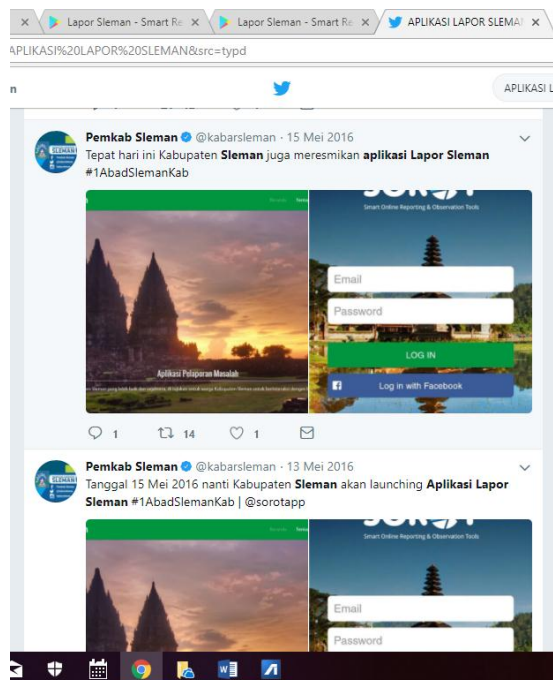 Lapor Sleman - Smart Re
Lapor Sleman - Smart Re
APLIKASI LAPOR SLEMAN
APLIKASI%20LAPOR%20SLEMAN&src=typd
n
APLIKASI L
Pemkab Sleman @kabarsleman · 15 Mei 2016
Tepat hari ini Kabupaten Sleman juga meresmikan aplikasi Lapor Sleman
#1AbadSlemanKab
Smart Online Reporting & Observation Tools
Email
Password
LOG IN
Log in with Facebook
Aplikasi Pelaporan Masalah
1 14 1
Pemkab Sleman @kabarsleman · 13 Mei 2016
Tanggal 15 Mei 2016 nanti Kabupaten Sleman akan launching Aplikasi Lapor
Sleman #1AbadSlemanKab | @sorotapp
Smart Online Reporting & Observation Tools
Email
Password